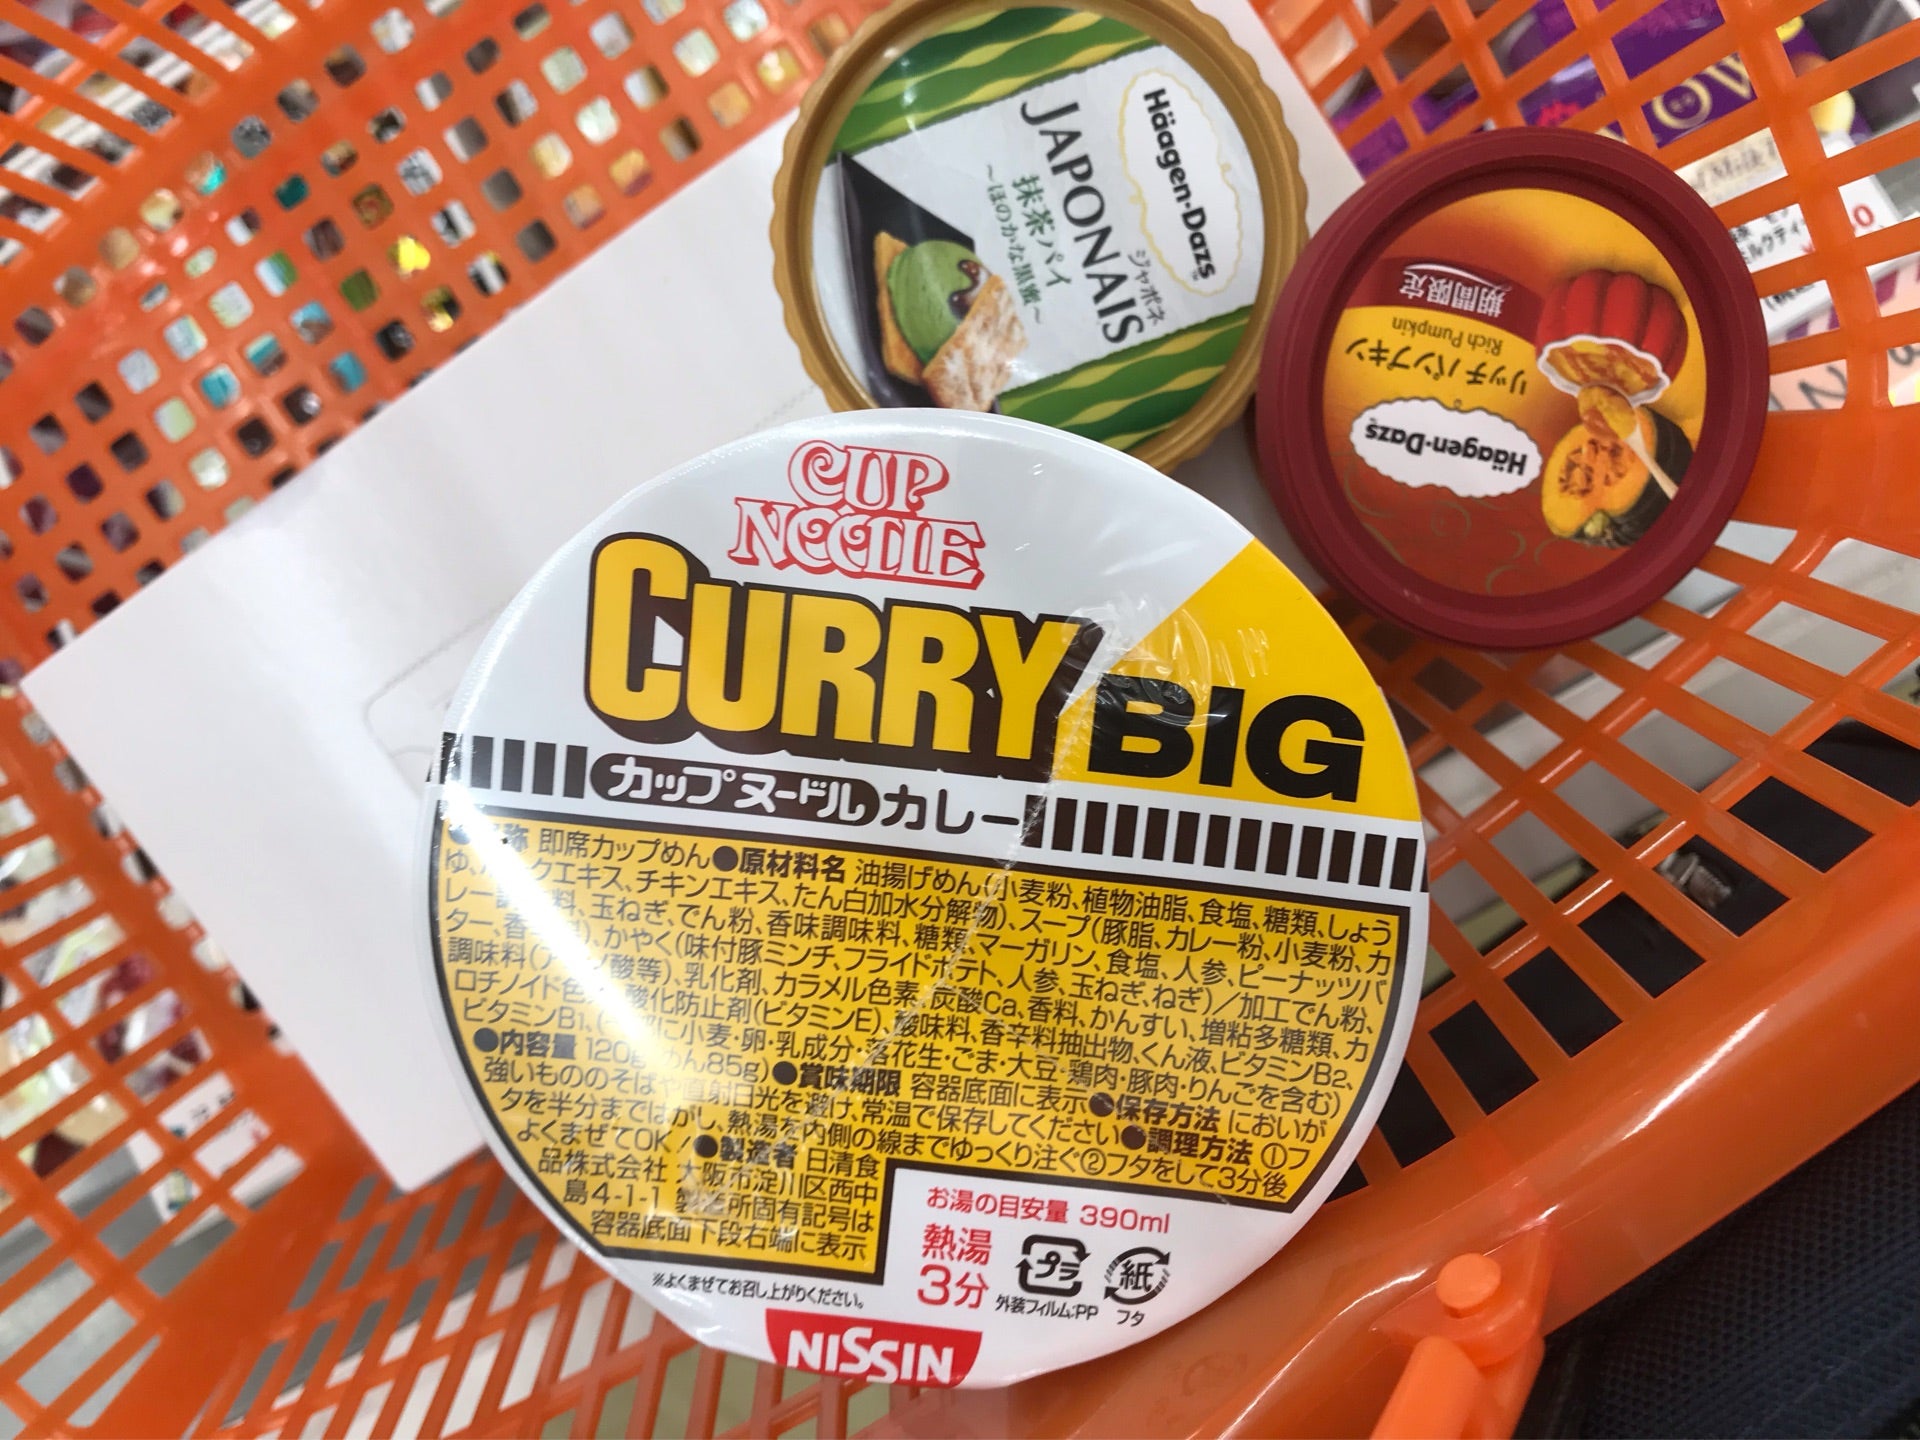 Häagen-Dazs
ジャポネ
JAPONAIS
抹茶パイ
～ほのかな黒蜜～
期間限定
Rich Pumpkin
リッチ パンプキン
Häagen-Dazs
CUP
NOODLE
CURRY BIG
カップヌードルカレー
称 即席カップめん●原材料名 油揚げめん(小麦粉、植物油脂、食塩、糖類、しょう
ゆ、クエキス、チキンエキス、たん白加水分解物)、スープ(豚脂、カレー粉、小麦粉、カ
レー調 料、玉ねぎ、でん粉、香味調味料、糖類、マーガリン、食塩、人参、ピーナッツバ
ター、香 )、かやく(味付豚ミンチ、フライドポテト、人参、玉ねぎ、ねぎ)／加工でん粉、
調味料(ア ノ酸等)、乳化剤、カラメル色素、炭酸Ca、香料、かんすい、増粘多糖類、カ
ロチノイド色 酸化防止剤(ビタミンE)、酸味料、香辛料抽出物、くん液、ビタミンB2、
ビタミンB1、( に小麦・卵・乳成分・落花生・ごま・大豆・鶏肉・豚肉・りんごを含む)
●内容量 120g めん85g)●賞味期限 容器底面に表示●保存方法 においが
強いもののそばや直射日光を避け、常温で保存してください●調理方法 ①フ
タを半分まではがし、熱湯を内側の線までゆっくり注ぐ②フタをして3分後
よくまぜてOK！●製造者 日清食
品株式会社 大阪市淀川区西中
島4-1-1 製造所固有記号は
容器底面下段右端に表示
お湯の目安量 390ml
熱湯
3分
プラ
外装フィルム:PP
紙
フタ
※よくまぜてお召し上がりください。
NISSIN